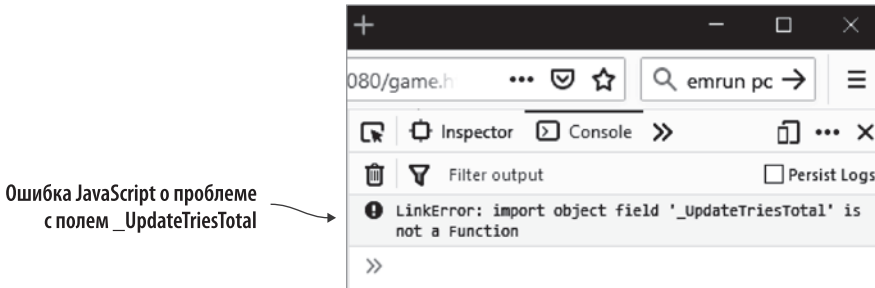 080/game.h
emrun pc
Inspector
Console
Filter output
Persist Logs
Ошибка JavaScript о проблеме
с полем _UpdateTriesTotal
LinkError: import object field '_UpdateTriesTotal' is
not a Function